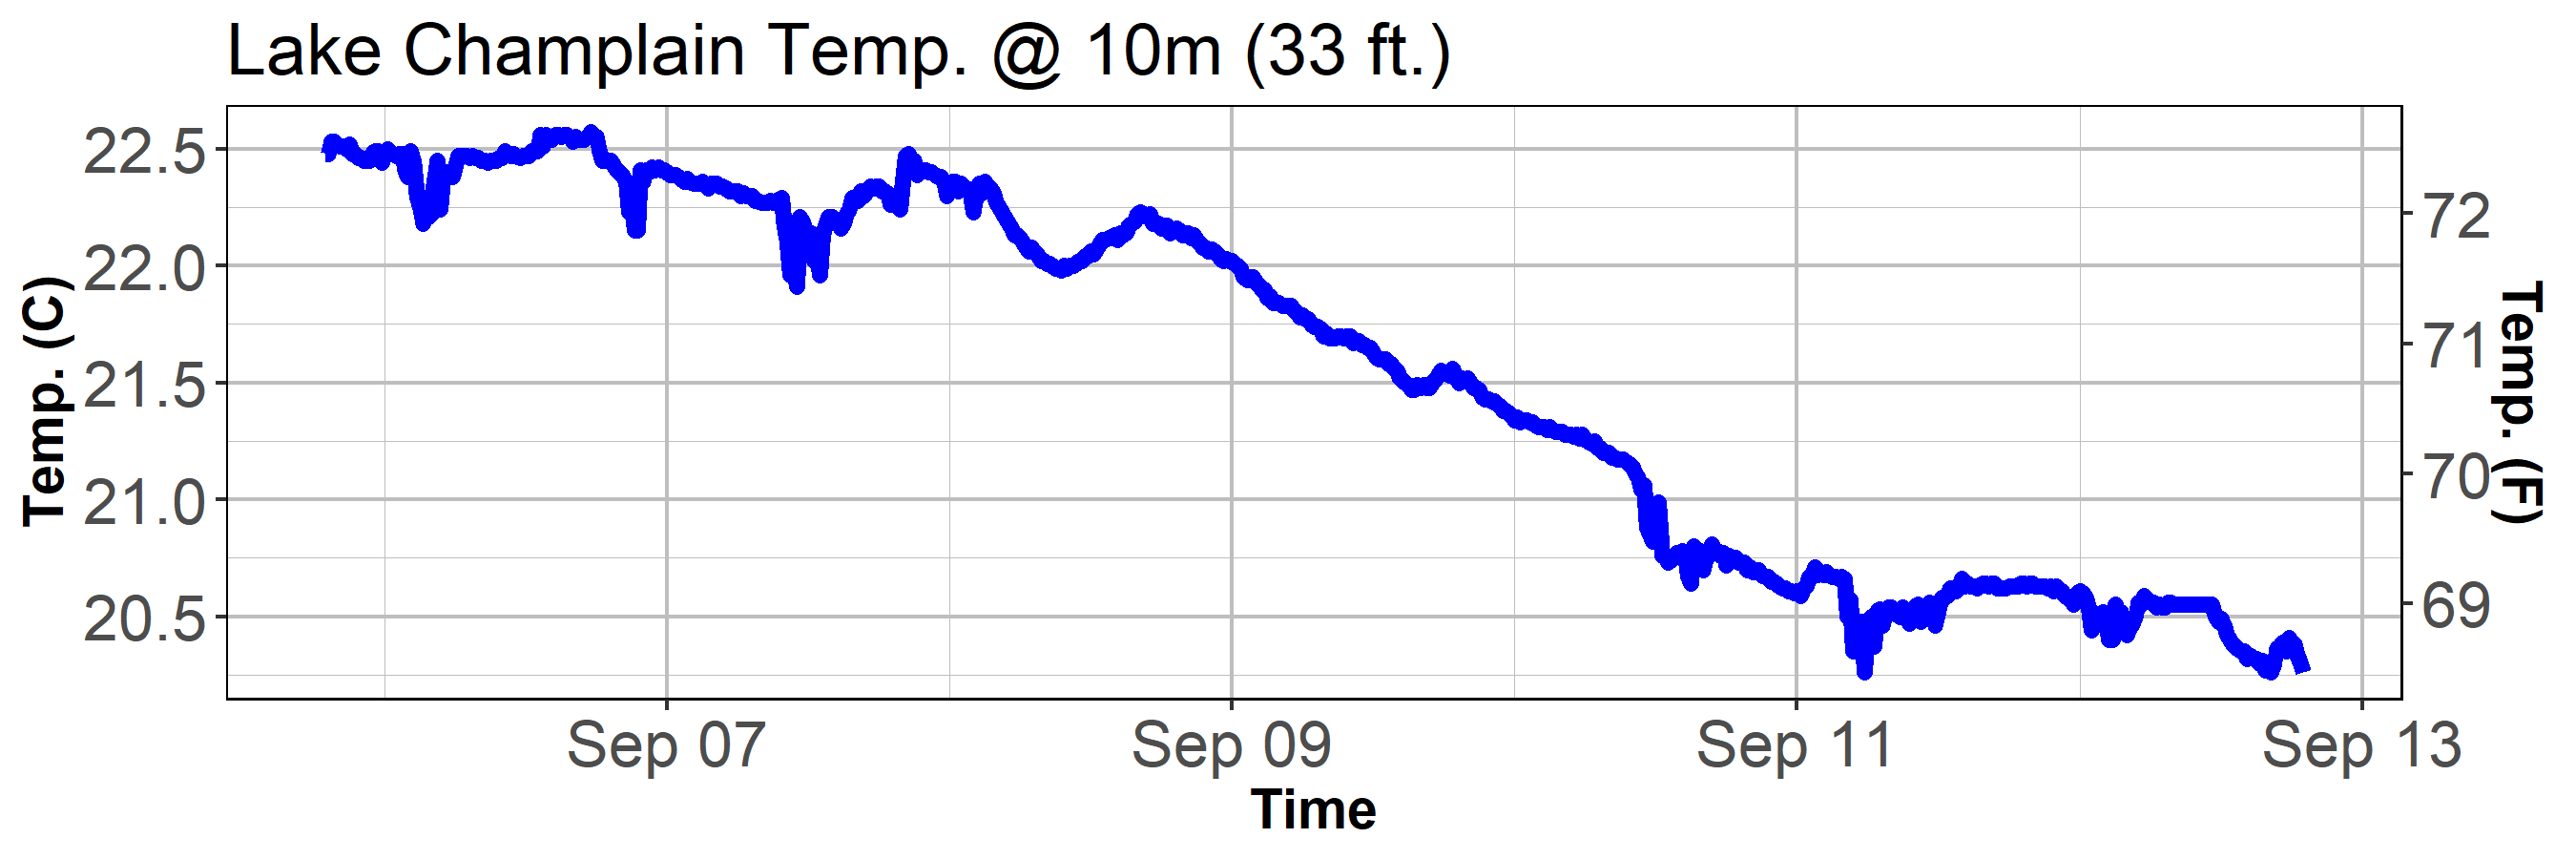 Lake Champlain Temp. @ 10m (33 ft.)
Temp. (C)
22.5
22.0
21.5
21.0
20.5
72
71
70
69
Temp. (F)
Sep 07
Sep 09
Sep 11
Sep 13
Time